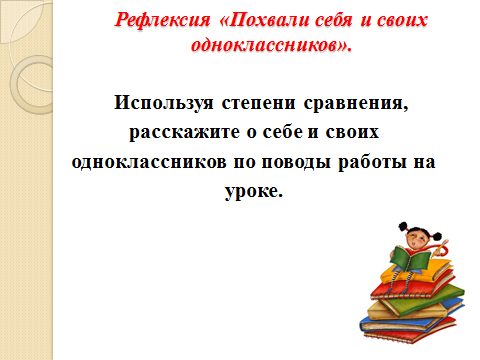 Рефлексия «Похвали себя и своих
одноклассников».
Используя степени сравнения,
расскажите о себе и своих
одноклассников по поводы работы на
уроке.